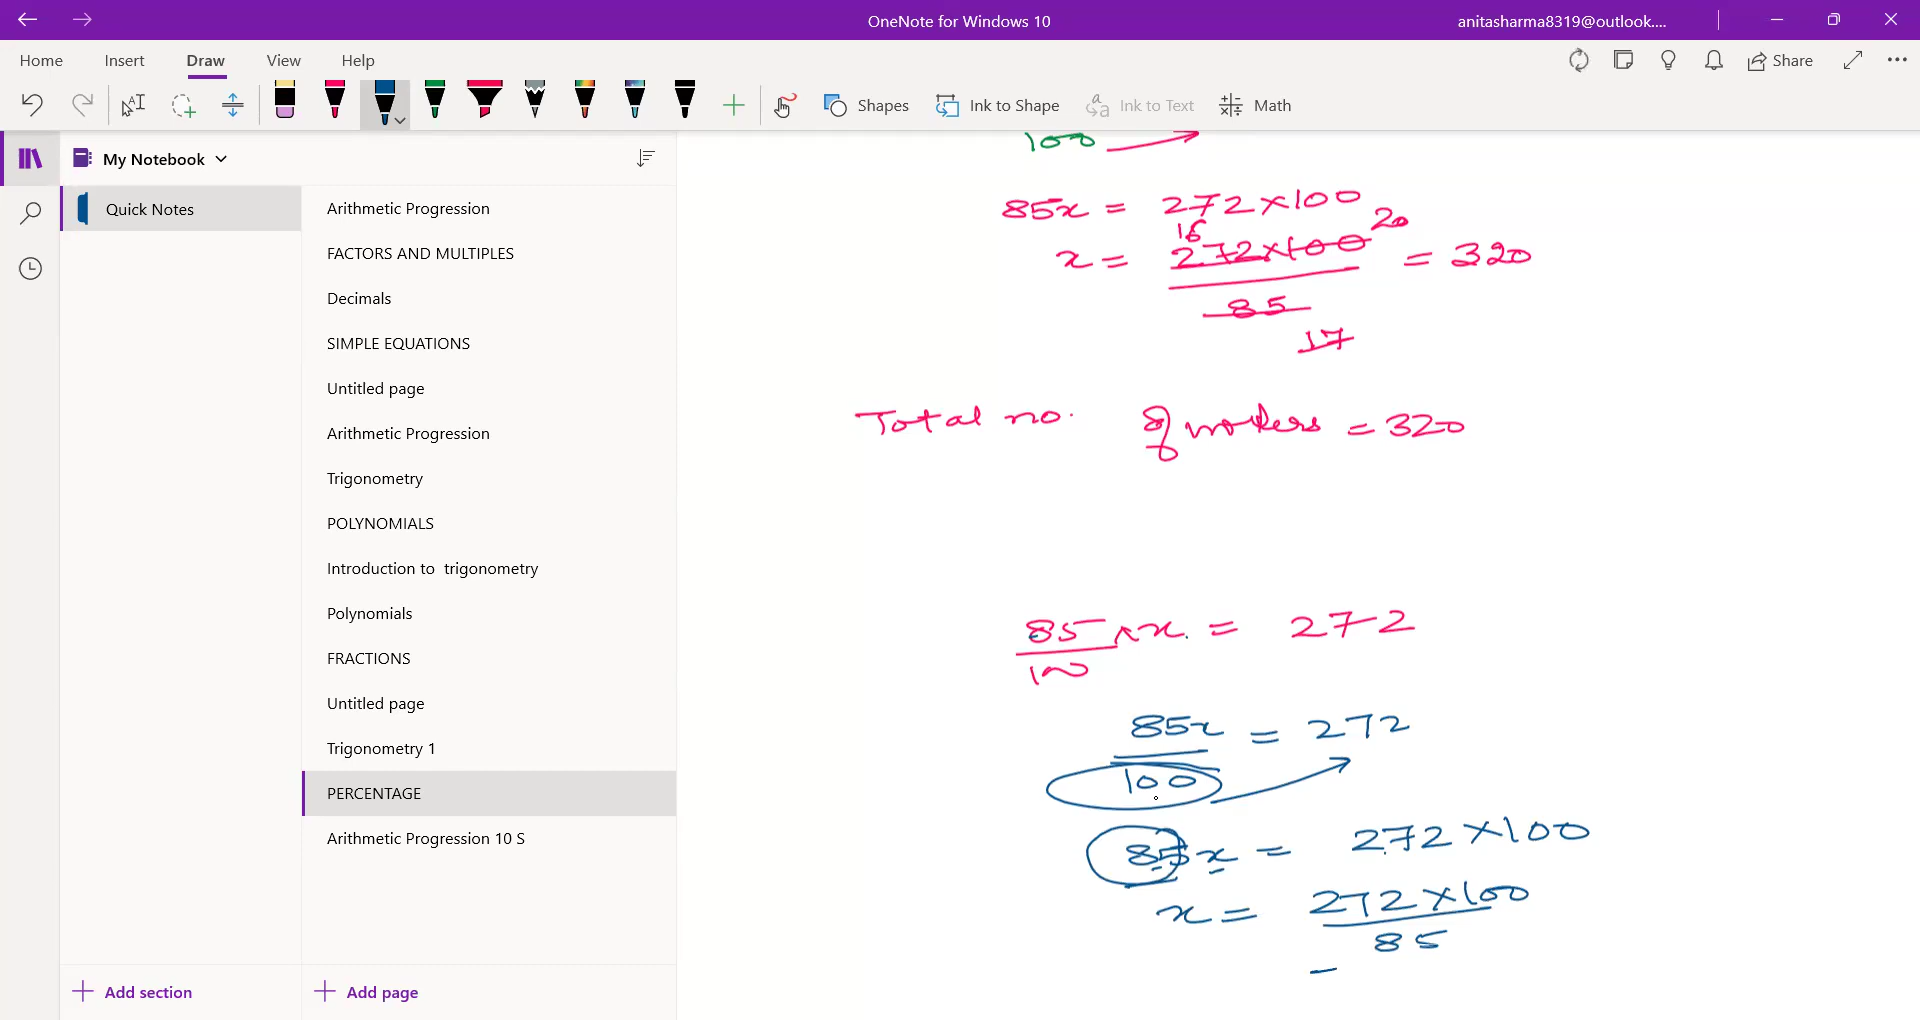 OneNote for Windows 10
anitasharma8319@outlook....
Home Insert Draw View Help
Share
Shapes Ink to Shape Ink to Text Math
My Notebook
Quick Notes
Arithmetic Progression
FACTORS AND MULTIPLES
Decimals
SIMPLE EQUATIONS
Untitled page
Arithmetic Progression
Trigonometry
POLYNOMIALS
Introduction to trigonometry
Polynomials
FRACTIONS
Untitled page
Trigonometry 1
PERCENTAGE
Arithmetic Progression 10 S
Add section
Add page
100
85x = 272×100
16 20
x = 272×100 = 320
85
17
Total no. of workers = 320
85 × x = 272
100
85x = 272
100
85x = 272×100
x = 272×100
85